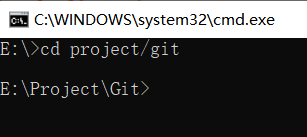 C:\WINDOWS\system32\cmd.exe
E:\>cd project/git
E:\Project\Git>